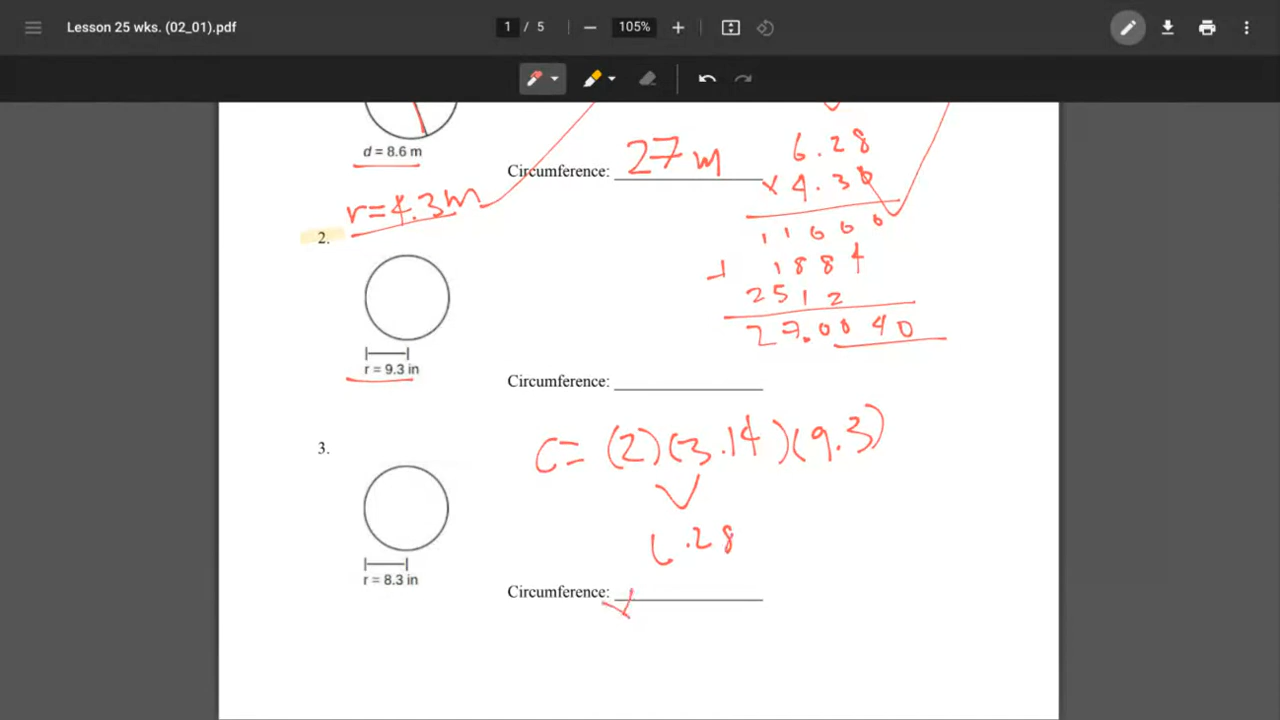 Lesson 25 wks. (02_01).pdf
1 / 5
105%
d = 8.6 m
Circumference: 27 m
r=4.3m
6.28
x 4.30
11000
+ 1884
2512
27.0040
2.
r = 9.3 in
Circumference:
3.
C= (2)(3.14)(9.3)
6.28
r = 8.3 in
Circumference: